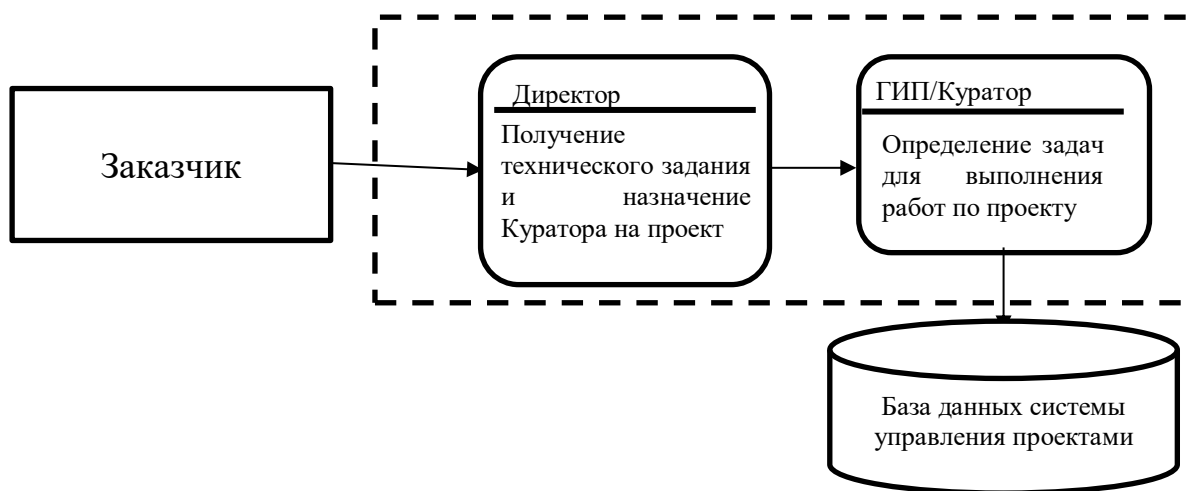 Заказчик
Директор
Получение
технического задания
и назначение
Куратора на проект
ГИП/Куратор
Определение задач
для выполнения
работ по проекту
База данных системы
управления проектами